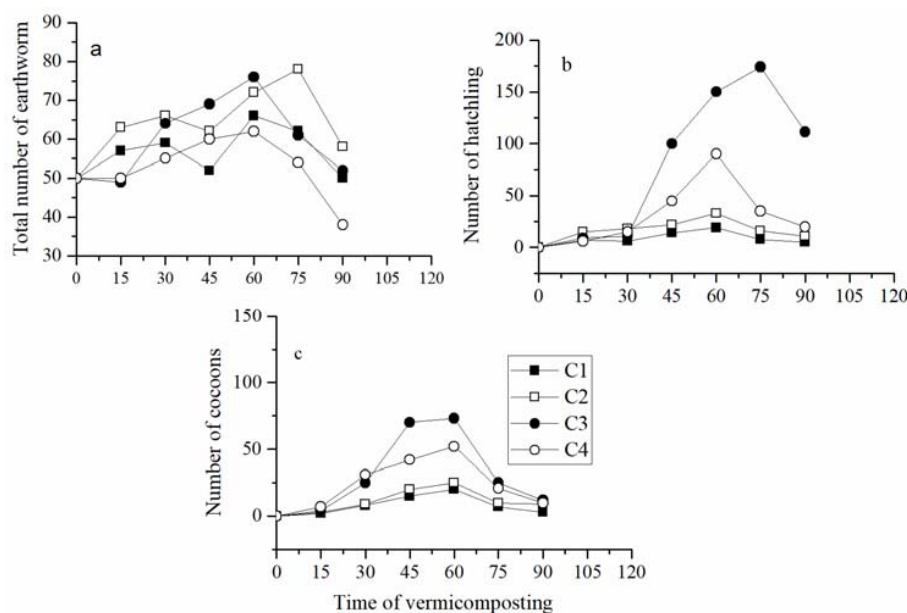 a
Total number of earthworm
90
80
70
60
50
40
30
0 15 30 45 60 75 90 120
b
Number of hatchling
200
150
100
50
0
0 15 30 45 60 75 90 105 120
c
Number of cocoons
150
100
50
0
0 15 30 45 60 75 90 105 120
C1
C2
C3
C4
Time of vermicomposting